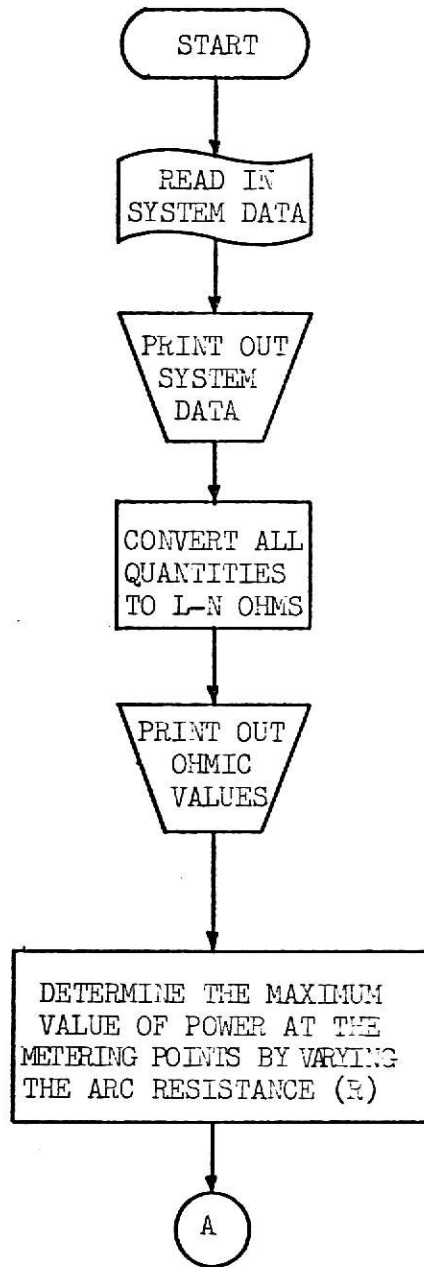 START
READ IN
SYSTEM DATA
PRINT OUT
SYSTEM
DATA
CONVERT ALL
QUANTITIES
TO L-N OHMS
PRINT OUT
OHMIC
VALUES
DETERMINE THE MAXIMUM
VALUE OF POWER AT THE
METERING POINTS BY VARYING
THE ARC RESISTANCE (R)
A